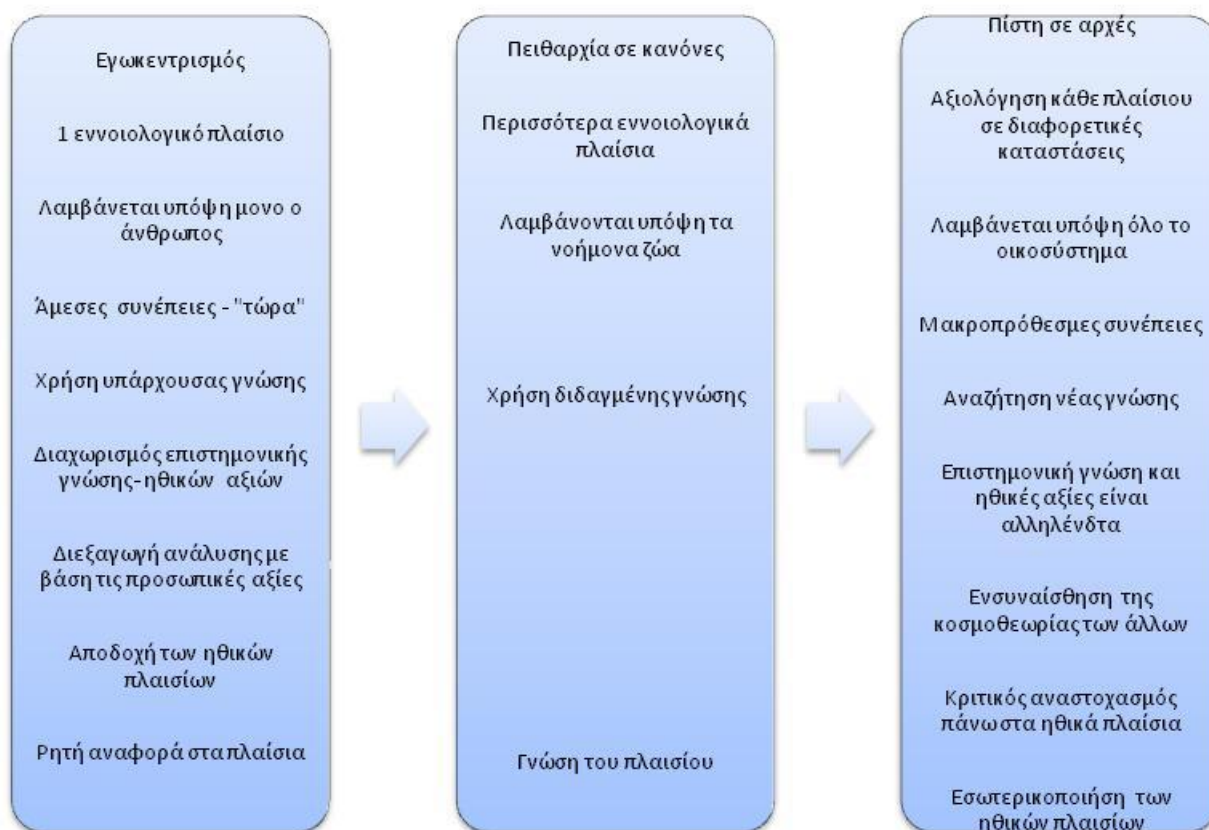 Εγωκεντρισμός
1 εννοιολογικό πλαίσιο
Λαμβάνεται υπόψη μονο ο
άνθρωπος
Άμεσες συνέπειες - "τώρα"
Χρήση υπάρχουσας γνώσης
Διαχωρισμός επιστημονικής
γνώσης-ηθικών αξιών
Διεξαγωγή ανάλυσης με
βάση τις προσωπικές αξίες
Αποδοχή των ηθικών
πλαισίων
Ρητή αναφορά στα πλαίσια
Πειθαρχία σε κανόνες
Περισσότερα εννοιολογικά
πλαίσια
Λαμβάνονται υπόψη τα
νοήμονα ζώα
Χρήση διδαγμένης γνώσης
Γνώση του πλαισίου
Πίστη σε αρχές
Αξιολόγηση κάθε πλαίσιου
σε διαφορετικές
καταστάσεις
Λαμβάνεται υπόψη όλο το
οικοσύστημα
Μακροπρόθεσμες συνέπειες
Αναζήτηση νέας γνώσης
Επιστημονική γνώση και
ηθικές αξίες είναι
αλληλένδτα
Ενσυναίσθηση της
κοσμοθεωρίας των άλλων
Κριτικός αναστοχασμός
πάνω στα ηθικά πλαίσια
Εσωτερικοποιήση των
ηθικών πλαισίων